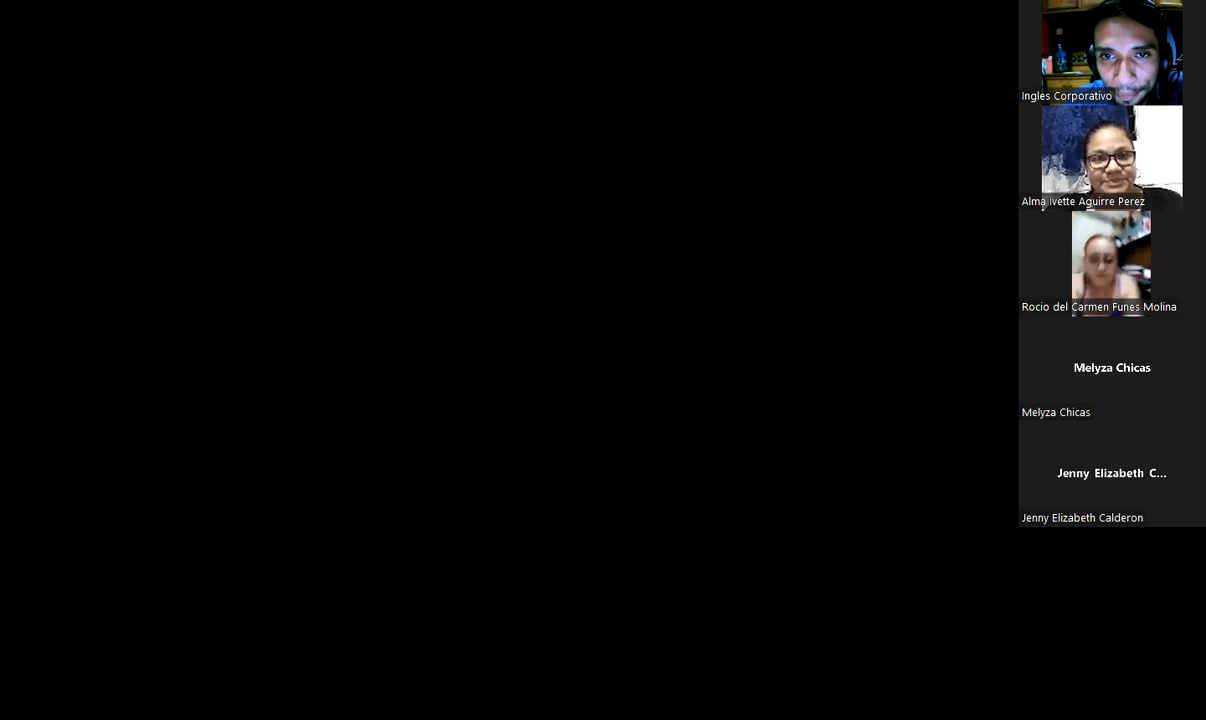 Ingles Corporativo
Alma Ivette Aguirre Perez
Rocio del Carmen Funes Molina
Melyza Chicas
Melyza Chicas
Jenny Elizabeth C...
Jenny Elizabeth Calderon